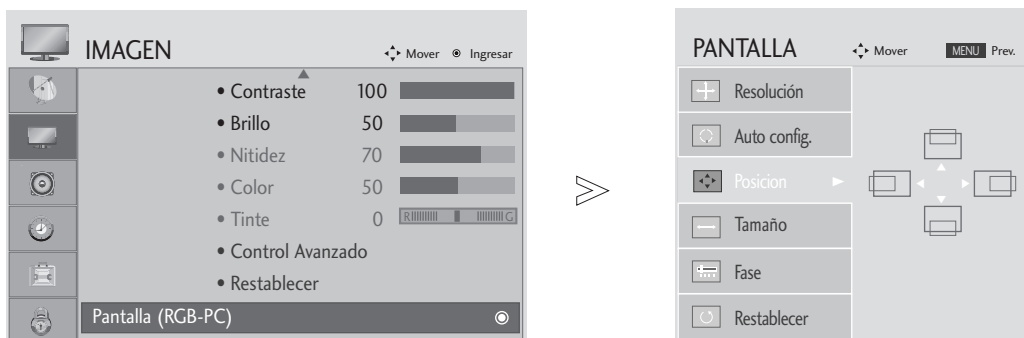 IMAGEN
Mover
Ingresar
• Contraste 100
• Brillo 50
• Nitidez 70
• Color 50
• Tinte 0 R G
• Control Avanzado
• Restablecer
Pantalla (RGB-PC)
PANTALLA
Mover
MENU Prev.
Resolución
Auto config.
Posicion
Tamaño
Fase
Restablecer